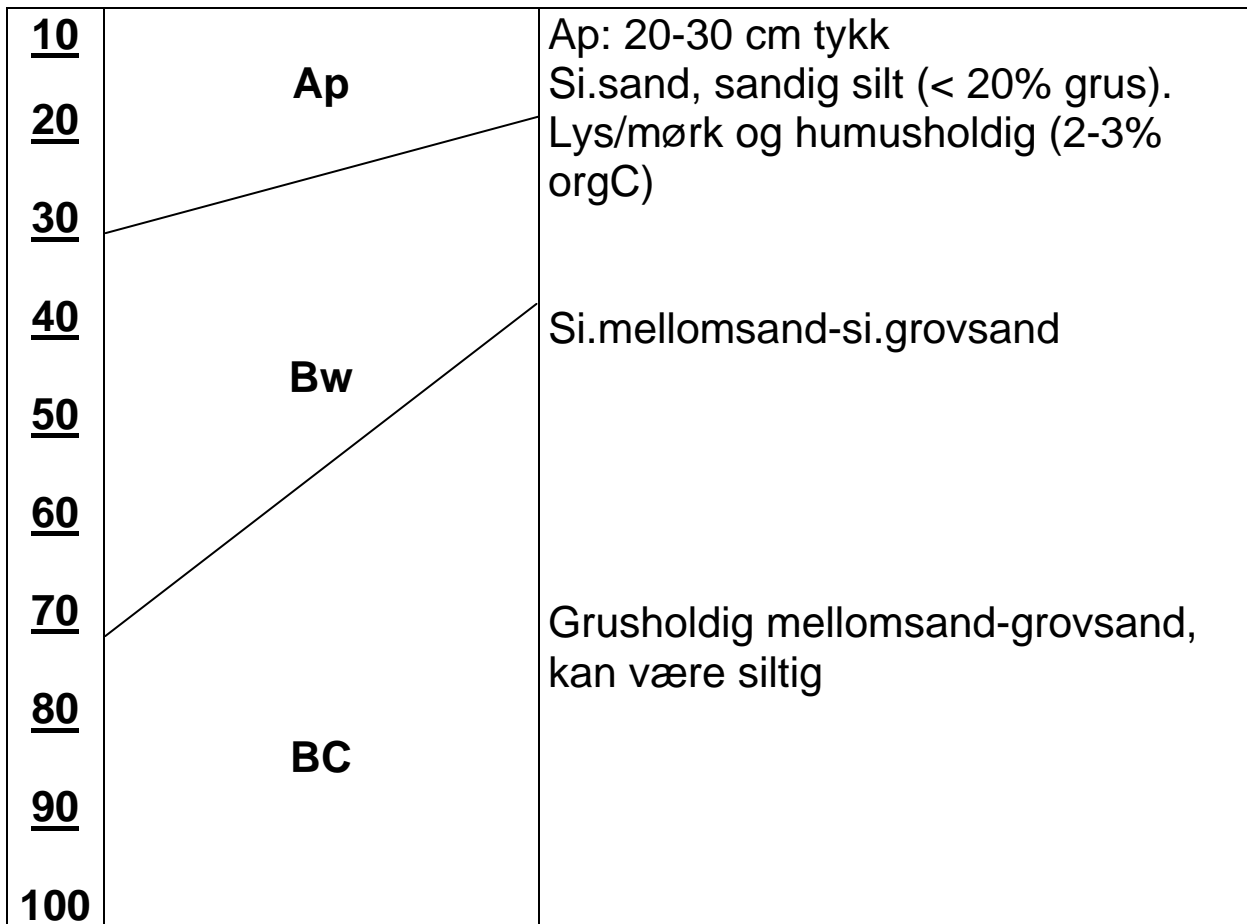 10
20
30
40
50
60
70
80
90
100
Ap
Bw
BC
Ap: 20-30 cm tykk
Si.sand, sandig silt (< 20% grus).
Lys/mørk og humusholdig (2-3%
orgC)
Si.mellomsand-si.grovsand
Grusholdig mellomsand-grovsand,
kan være siltig